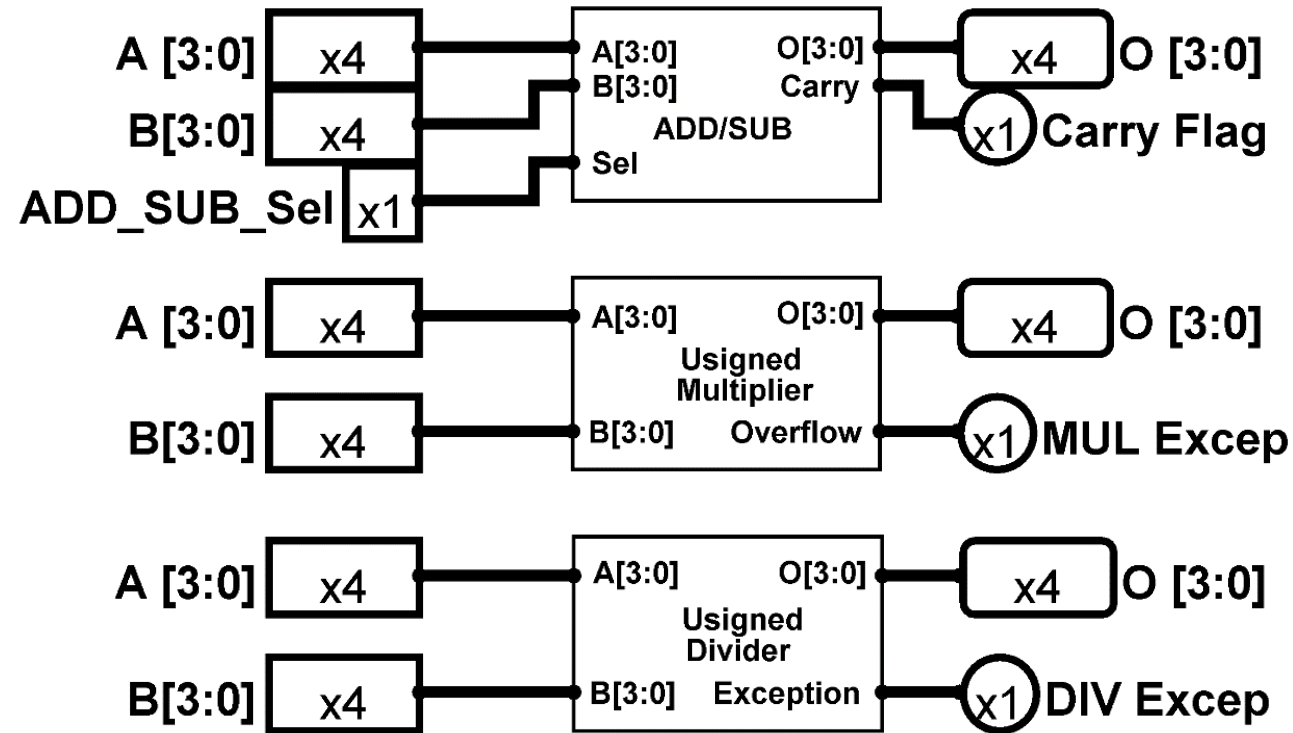 A [3:0] x4 A[3:0] O[3:0] x4 O [3:0]
B[3:0] x4 B[3:0] Carry x1 Carry Flag
ADD/SUB
ADD_SUB_Sel x1 Sel
A [3:0] x4 A[3:0] O[3:0] x4 O [3:0]
Usigned
Multiplier
B[3:0] x4 B[3:0] Overflow x1 MUL Excep
A [3:0] x4 A[3:0] O[3:0] x4 O [3:0]
Usigned
Divider
B[3:0] x4 B[3:0] Exception x1 DIV Excep